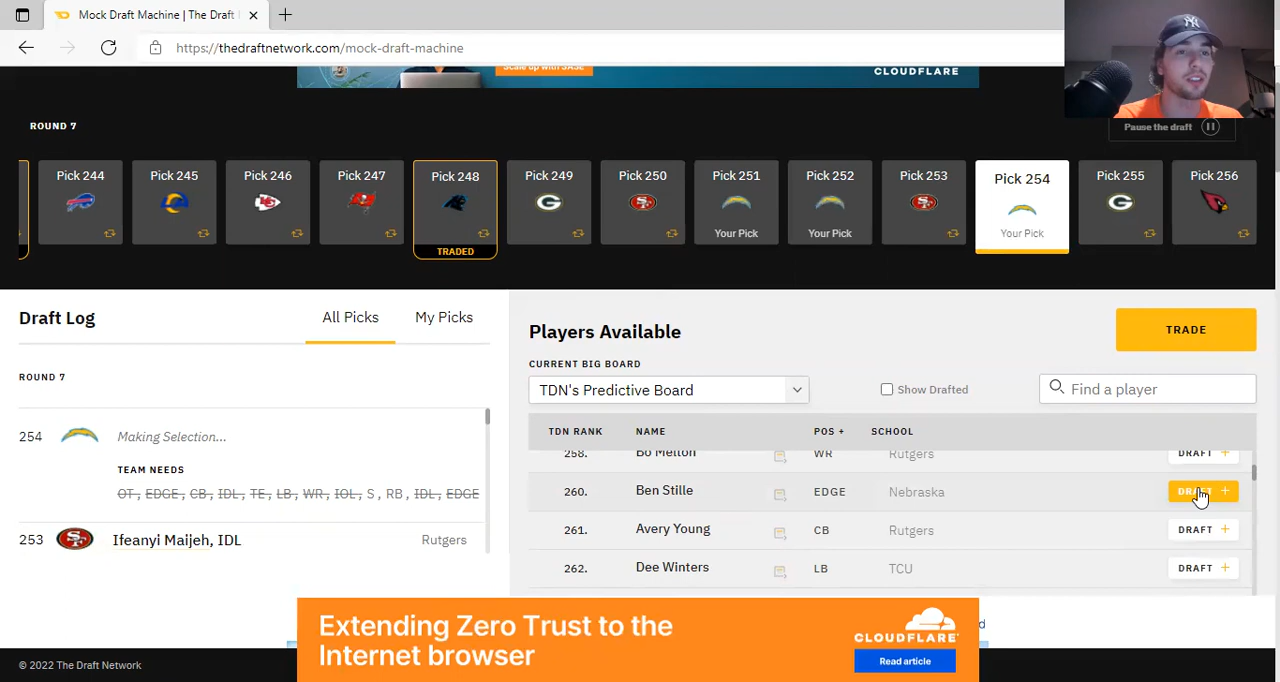 Mock Draft Machine | The Draft
https://thedraftnetwork.com/mock-draft-machine
Scale up with SASE
CLOUDFLARE
ROUND 7
Pause the draft
Pick 244
Pick 245
Pick 246
Pick 247
Pick 248
TRADED
Pick 249
Pick 250
Pick 251
Your Pick
Pick 252
Your Pick
Pick 253
Pick 254
Your Pick
Pick 255
Pick 256
Draft Log
All Picks
My Picks
ROUND 7
254 Making Selection...
TEAM NEEDS
OT, EDGE, CB, IDL, TE, LB, WR, IOL, S, RB, IDL, EDGE
253 Ifeanyi Maijeh, IDL Rutgers
Players Available
TRADE
CURRENT BIG BOARD
TDN's Predictive Board
Show Drafted
Find a player
TDN RANK NAME POS + SCHOOL
258. Bo Melton WR Rutgers DRAFT +
260. Ben Stille EDGE Nebraska DRAFT +
261. Avery Young CB Rutgers DRAFT +
262. Dee Winters LB TCU DRAFT +
Extending Zero Trust to the
Internet browser
CLOUDFLARE
Read article
© 2022 The Draft Network